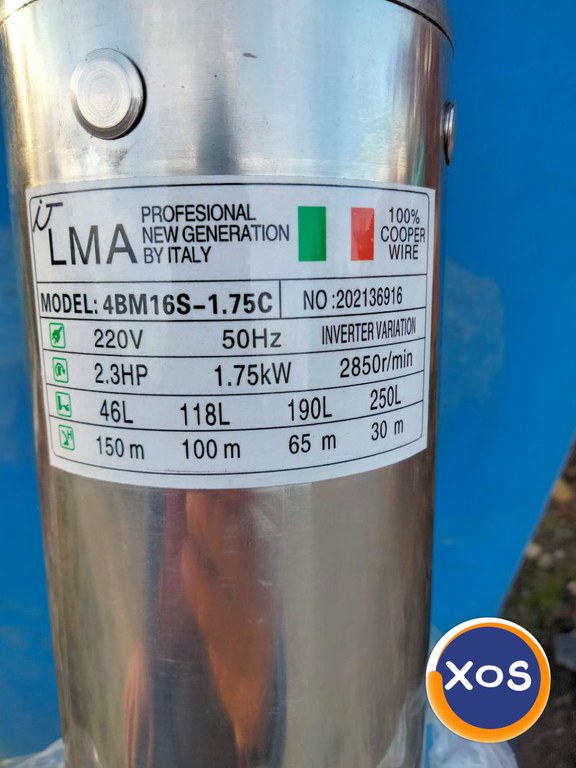 iT LMA
PROFESIONAL
NEW GENERATION
BY ITALY
100%
COOPER
WIRE
MODEL: 4BM16S-1.75C NO:202136916
220V 50Hz INVERTER VARIATION
2.3HP 1.75kW 2850r/min
46L 118L 190L 250L
150 m 100 m 65 m 30 m
XOS